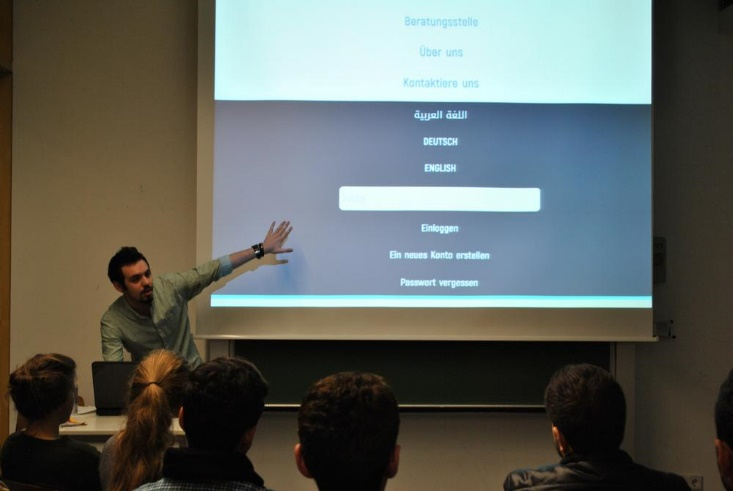 Beratungsstelle
Über uns
Kontaktiere uns
اللغة العربية
DEUTSCH
ENGLISH
Einloggen
Ein neues Konto erstellen
Passwort vergessen